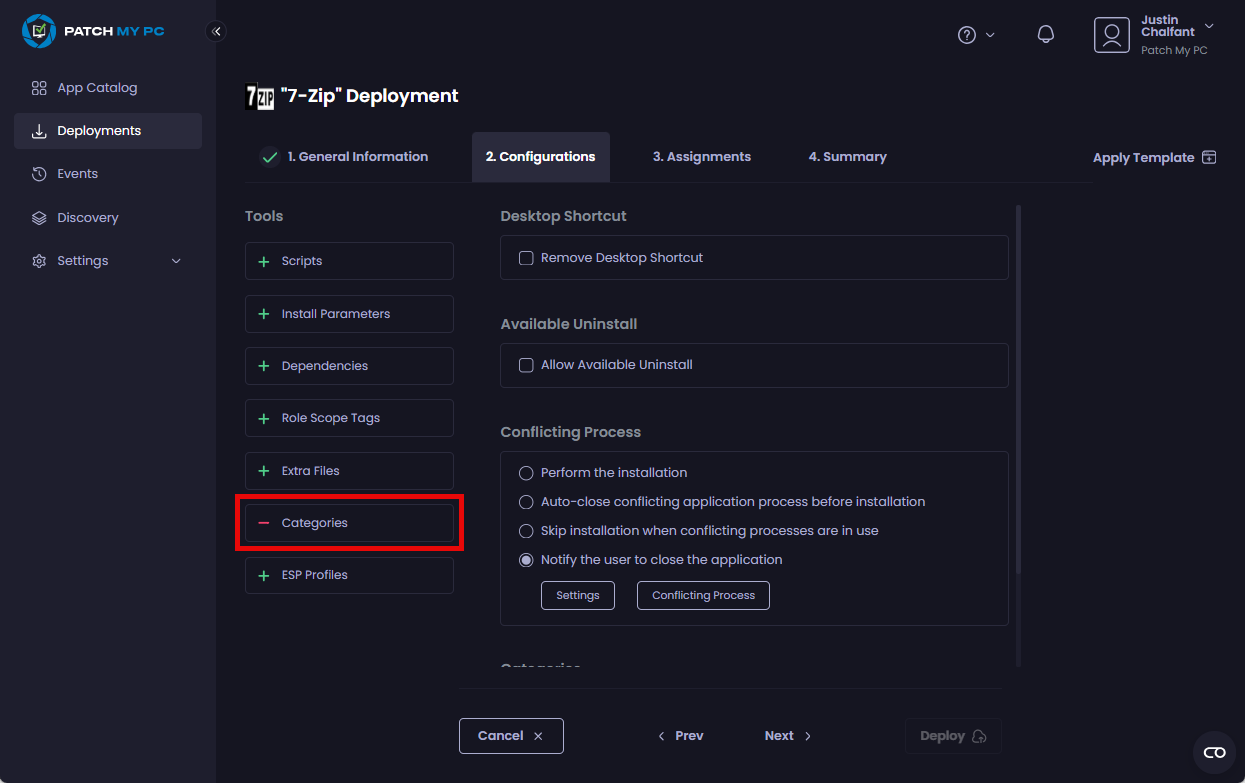 PATCH MY PC
Justin
Chalfant
Patch My PC
App Catalog
Deployments
Events
Discovery
Settings
7 ZIP "7-Zip" Deployment
1. General Information
2. Configurations
3. Assignments
4. Summary
Apply Template
Tools
Scripts
Install Parameters
Dependencies
Role Scope Tags
Extra Files
Categories
ESP Profiles
Desktop Shortcut
Remove Desktop Shortcut
Available Uninstall
Allow Available Uninstall
Conflicting Process
Perform the installation
Auto-close conflicting application process before installation
Skip installation when conflicting processes are in use
Notify the user to close the application
Settings
Conflicting Process
Categories
Cancel
Prev
Next
Deploy